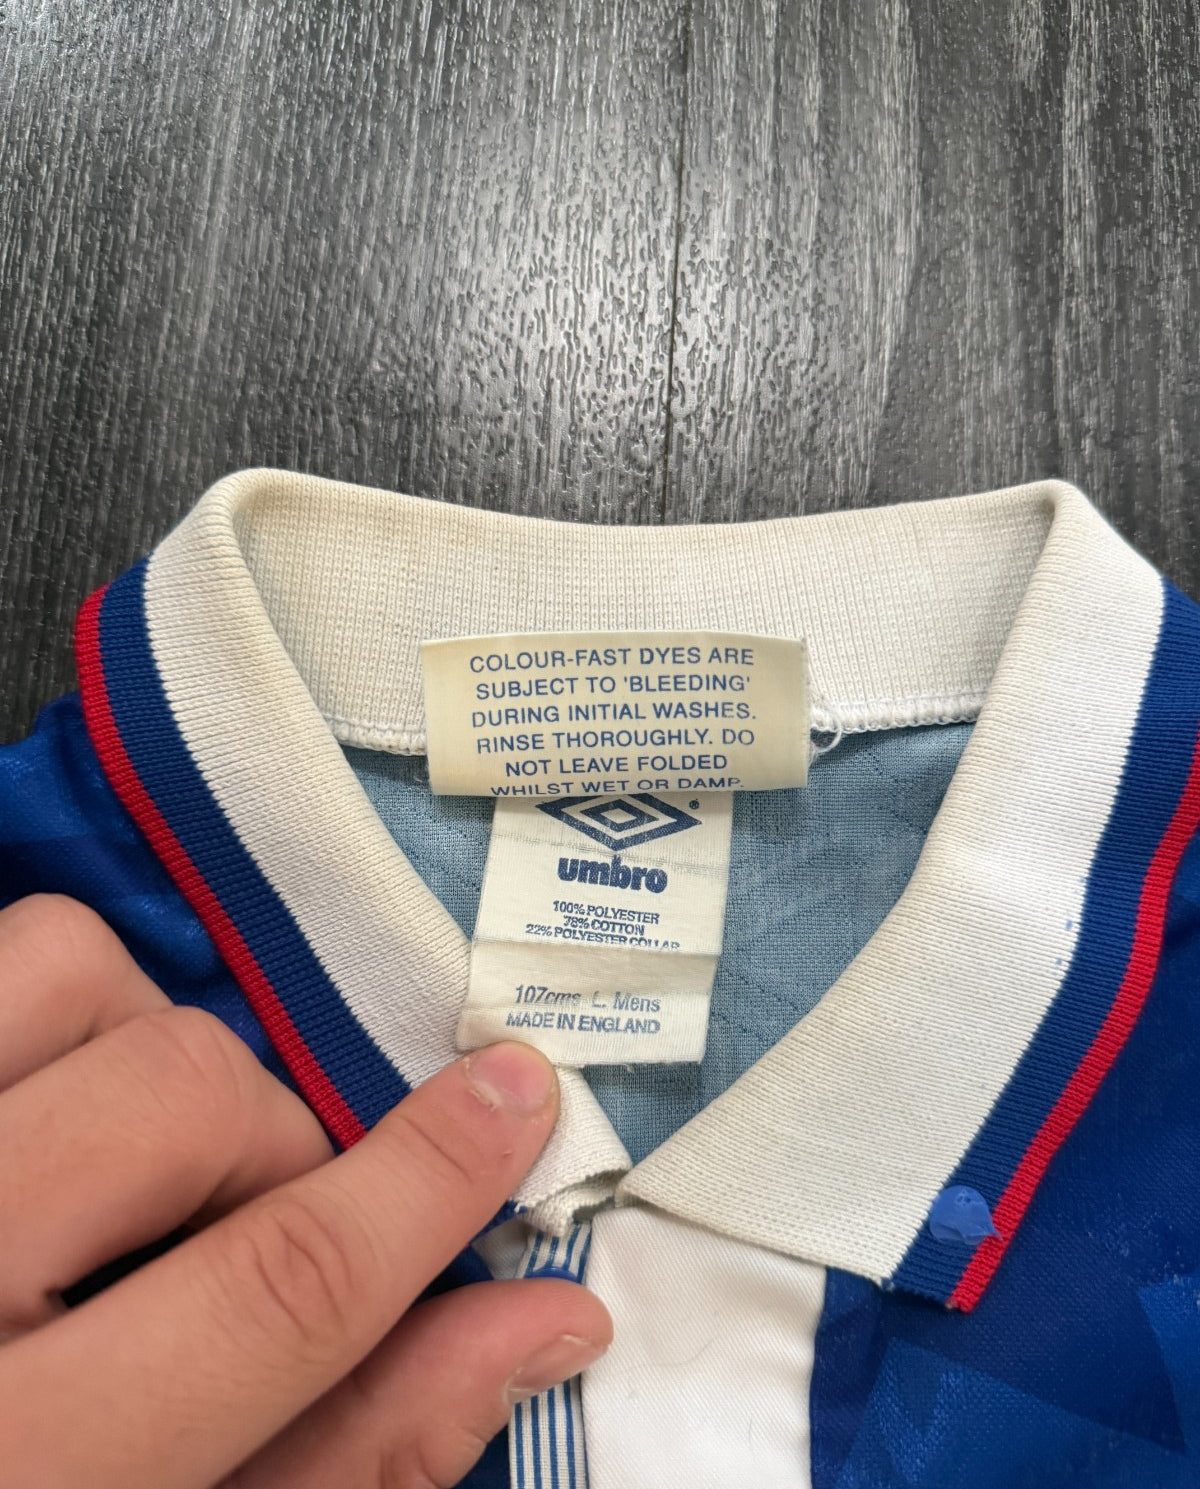 COLOUR-FAST DYES ARE
SUBJECT TO 'BLEEDING'
DURING INITIAL WASHES.
RINSE THOROUGHLY. DO
NOT LEAVE FOLDED
WHILST WET OR DAMP.
®
umbro
100% POLYESTER
78% COTTON
22% POLYESTER COLLAR
107cms L. Mens
MADE IN ENGLAND